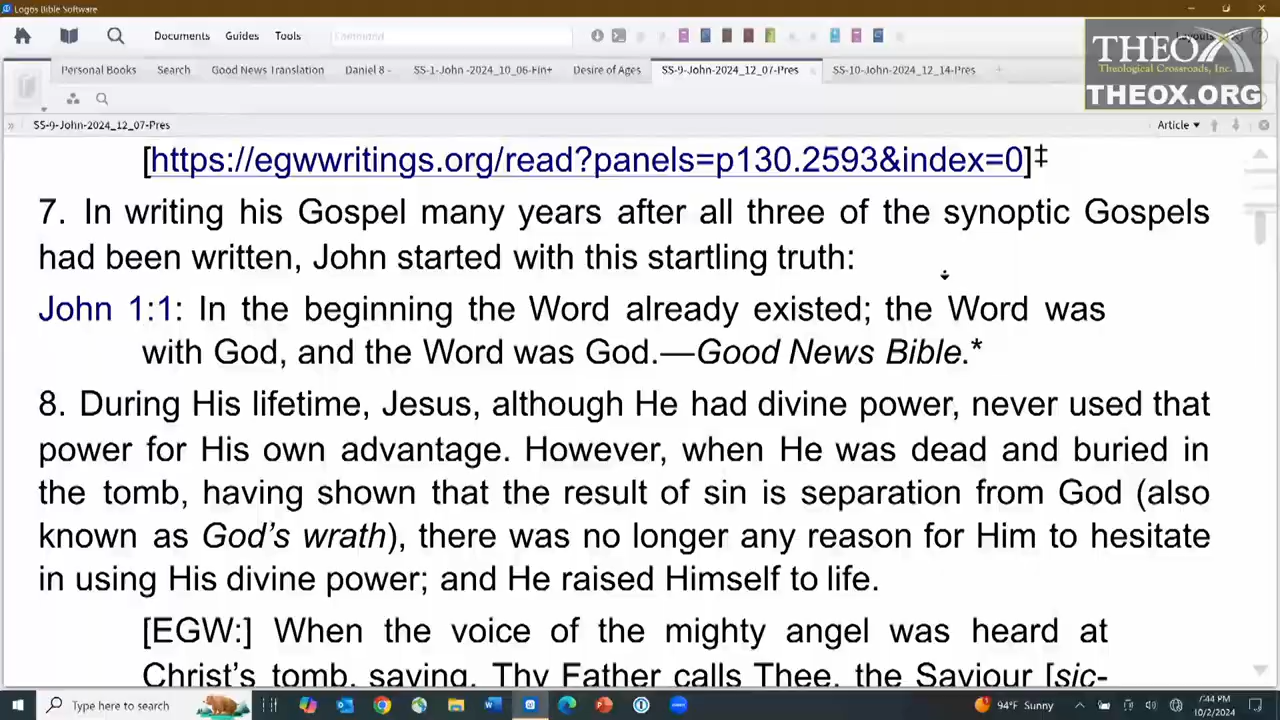 Logos Bible Software
Documents Guides Tools Command Layouts
THEOX
Theological Crossroads, Inc.
THEOX.ORG
Personal Books Search Good News Translation Daniel 8 - Desire of Ages SS-9-John-2024_12_07-Pres SS-10-John-2024_12_14-Pres
SS-9-John-2024_12_07-Pres Article
[https://egwwritings.org/read?panels=p130.2593&index=0]‡
7. In writing his Gospel many years after all three of the synoptic Gospels
had been written, John started with this startling truth:
John 1:1: In the beginning the Word already existed; the Word was
with God, and the Word was God.—Good News Bible.*
8. During His lifetime, Jesus, although He had divine power, never used that
power for His own advantage. However, when He was dead and buried in
the tomb, having shown that the result of sin is separation from God (also
known as God's wrath), there was no longer any reason for Him to hesitate
in using His divine power; and He raised Himself to life.
[EGW:] When the voice of the mighty angel was heard at
Christ's tomb, saying, Thy Father calls Thee, the Saviour [sic-
Type here to search
94°F Sunny
7:44 PM
10/2/2024